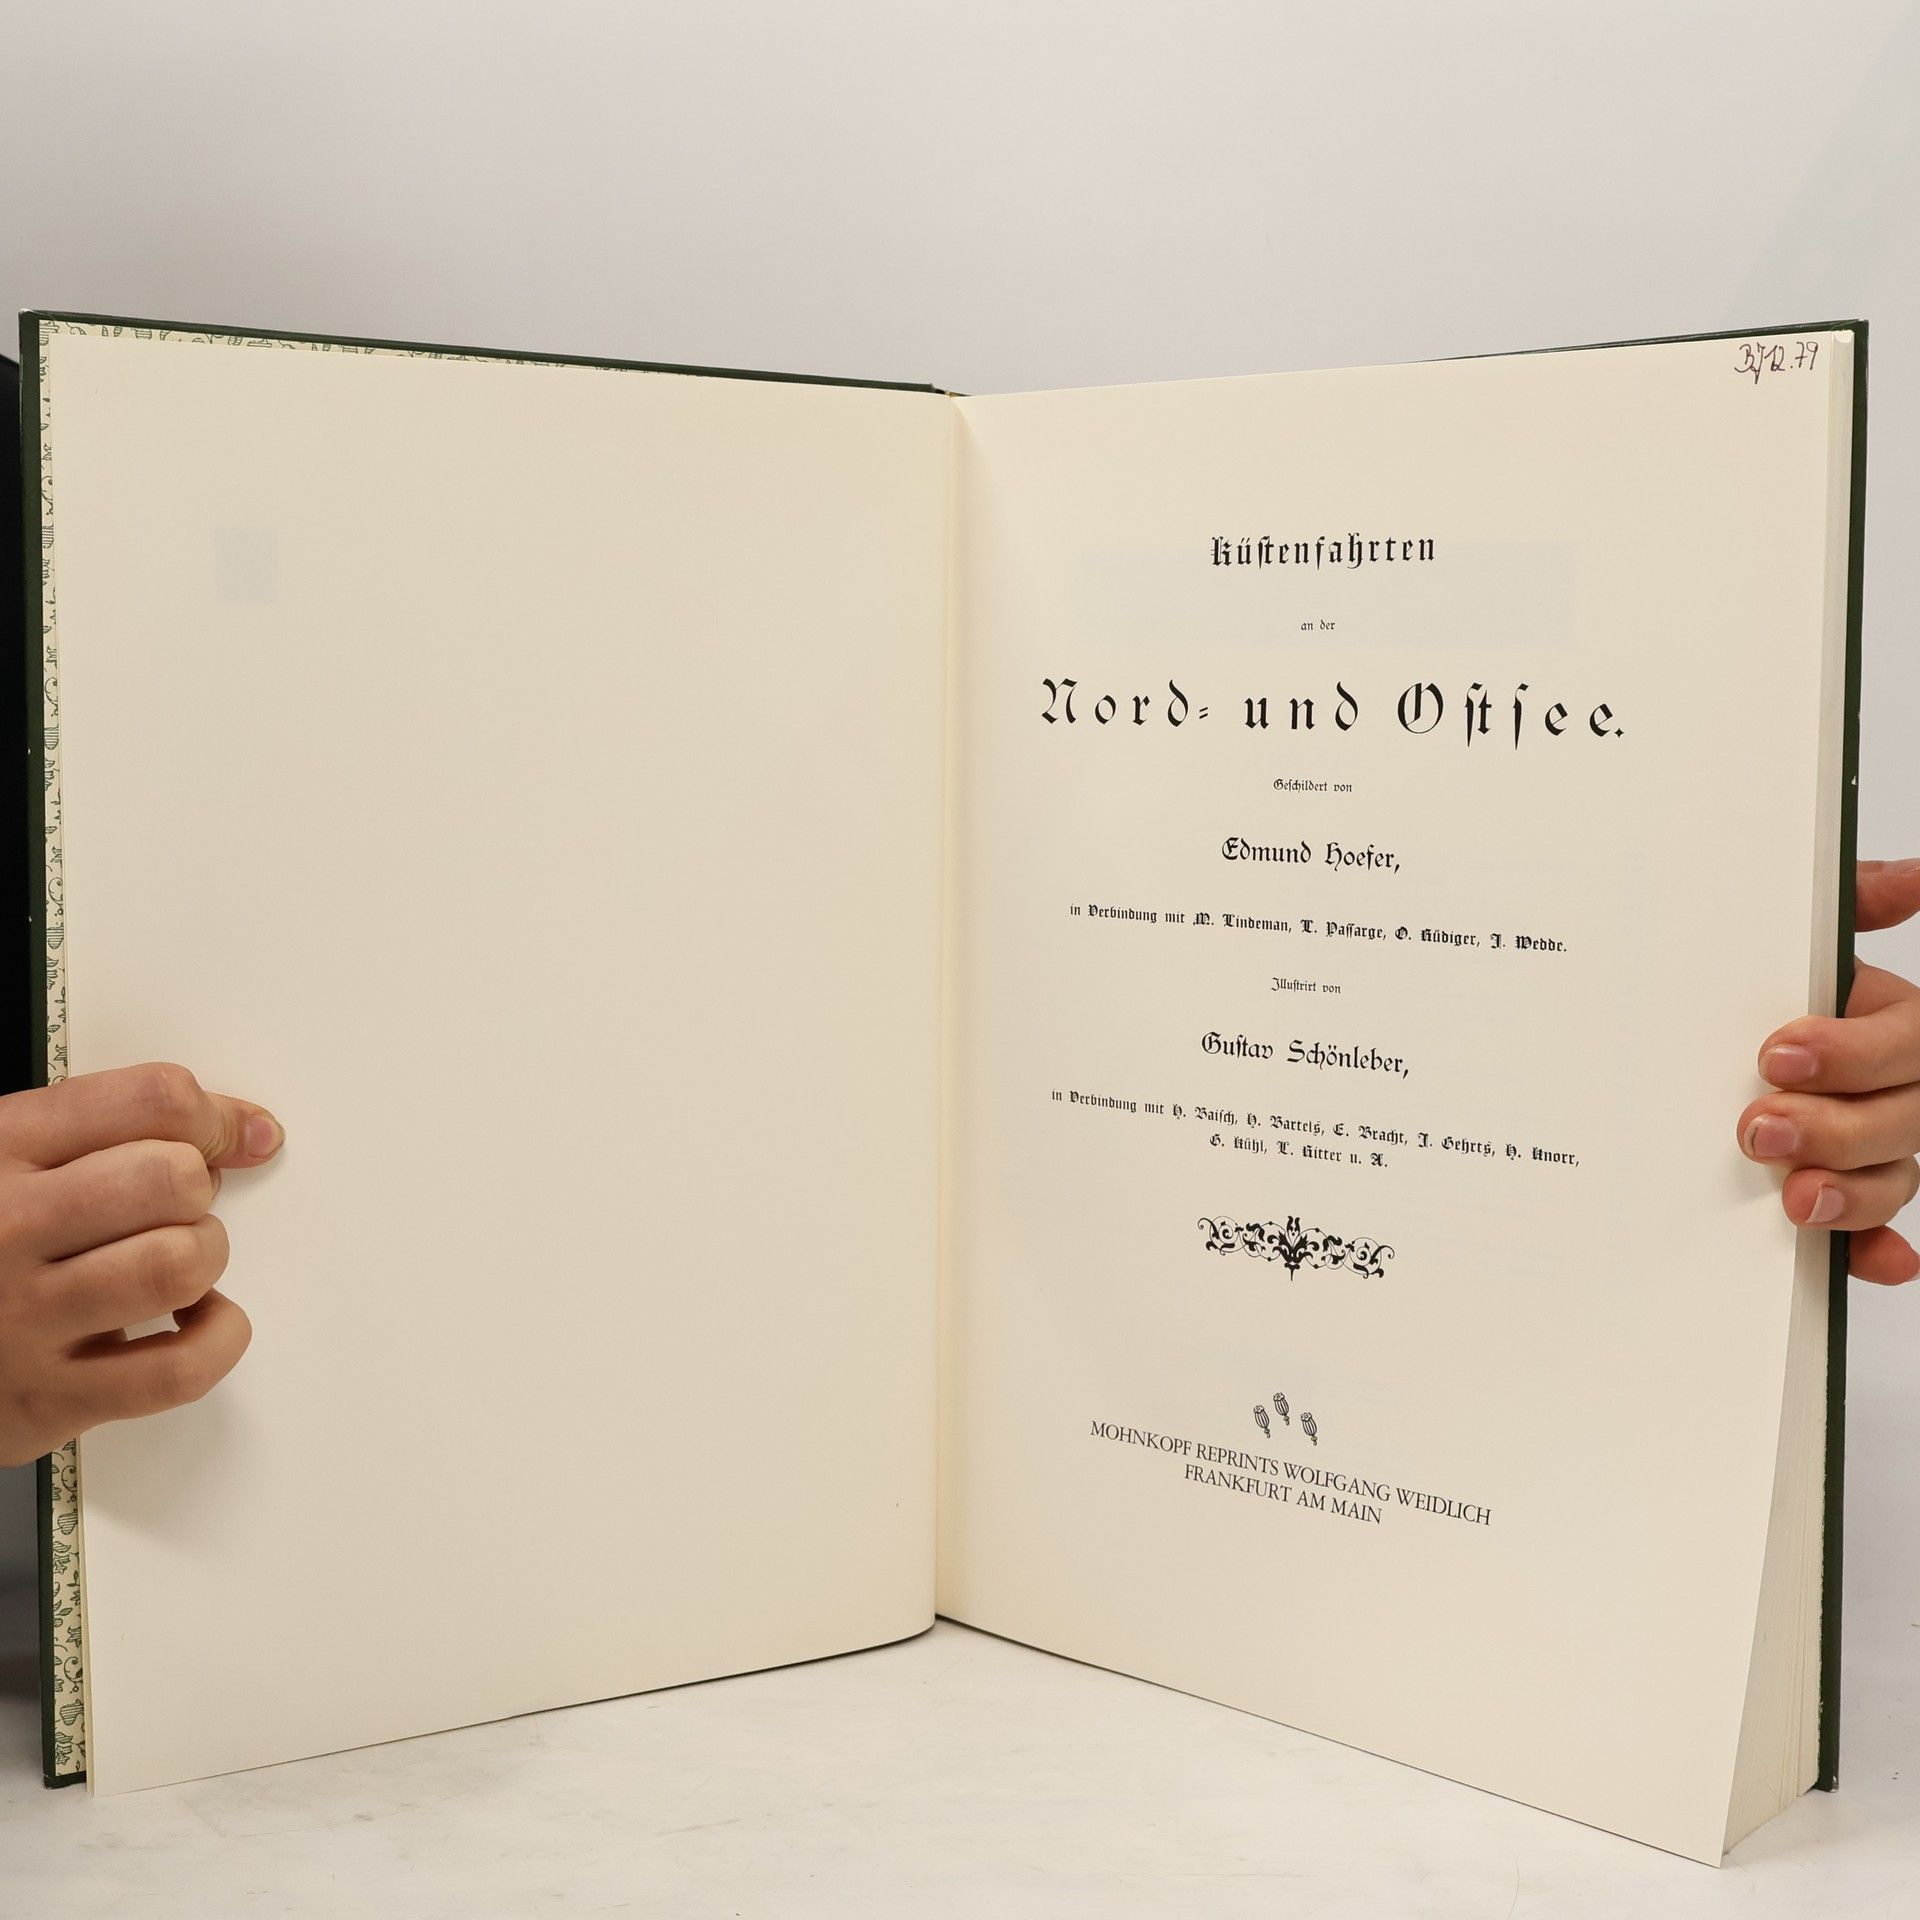 Küstenfahrten
an der
Nord- und Ostsee.
Geschildert von
Edmund Hoefer,
in Verbindung mit M. Lindeman, L. Passarge, O. Rüdiger, J. Wedde.
Illustrirt von
Gustav Schönleber,
in Verbindung mit H. Baisch, H. Bartels, E. Bracht, J. Gehrts, H. Knorr,
G. Kühl, L. Ritter u. A.
MOHNKOPF REPRINTS WOLFGANG WEIDLICH
FRANKFURT AM MAIN